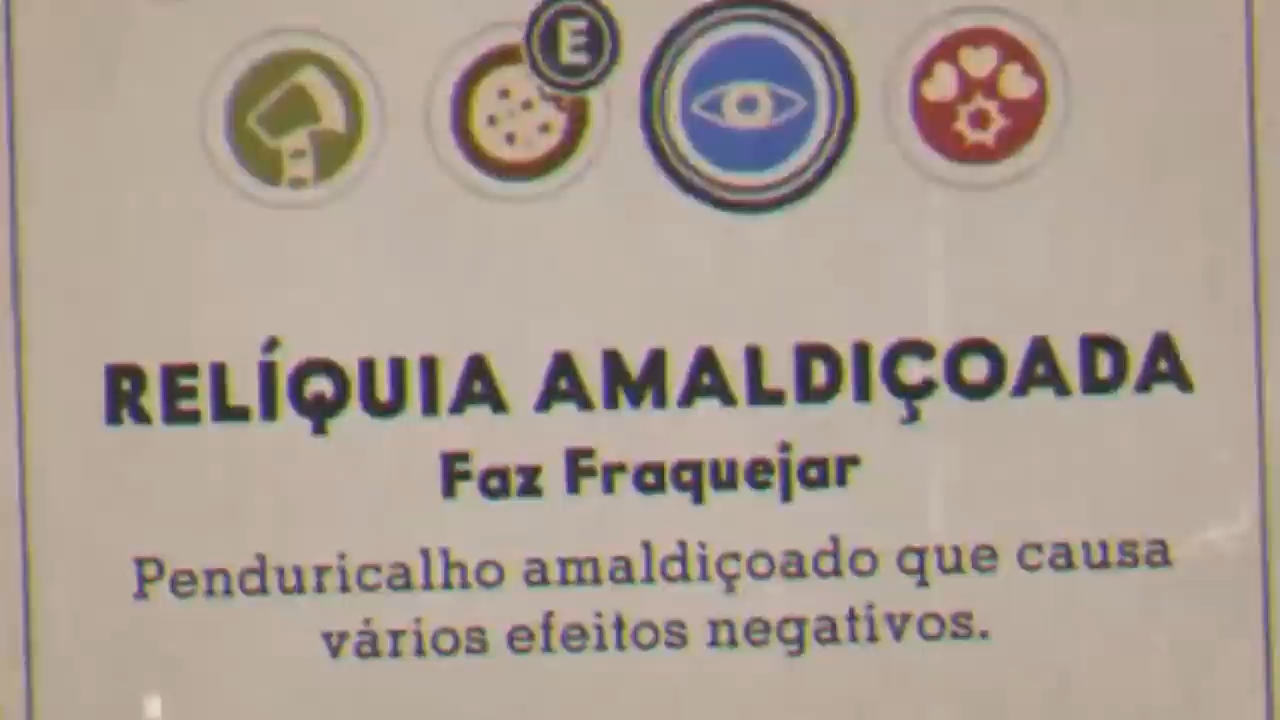 E
RELÍQUIA AMALDIÇOADA
Faz Fraquejar
Penduricalho amaldiçoado que causa
vários efeitos negativos.